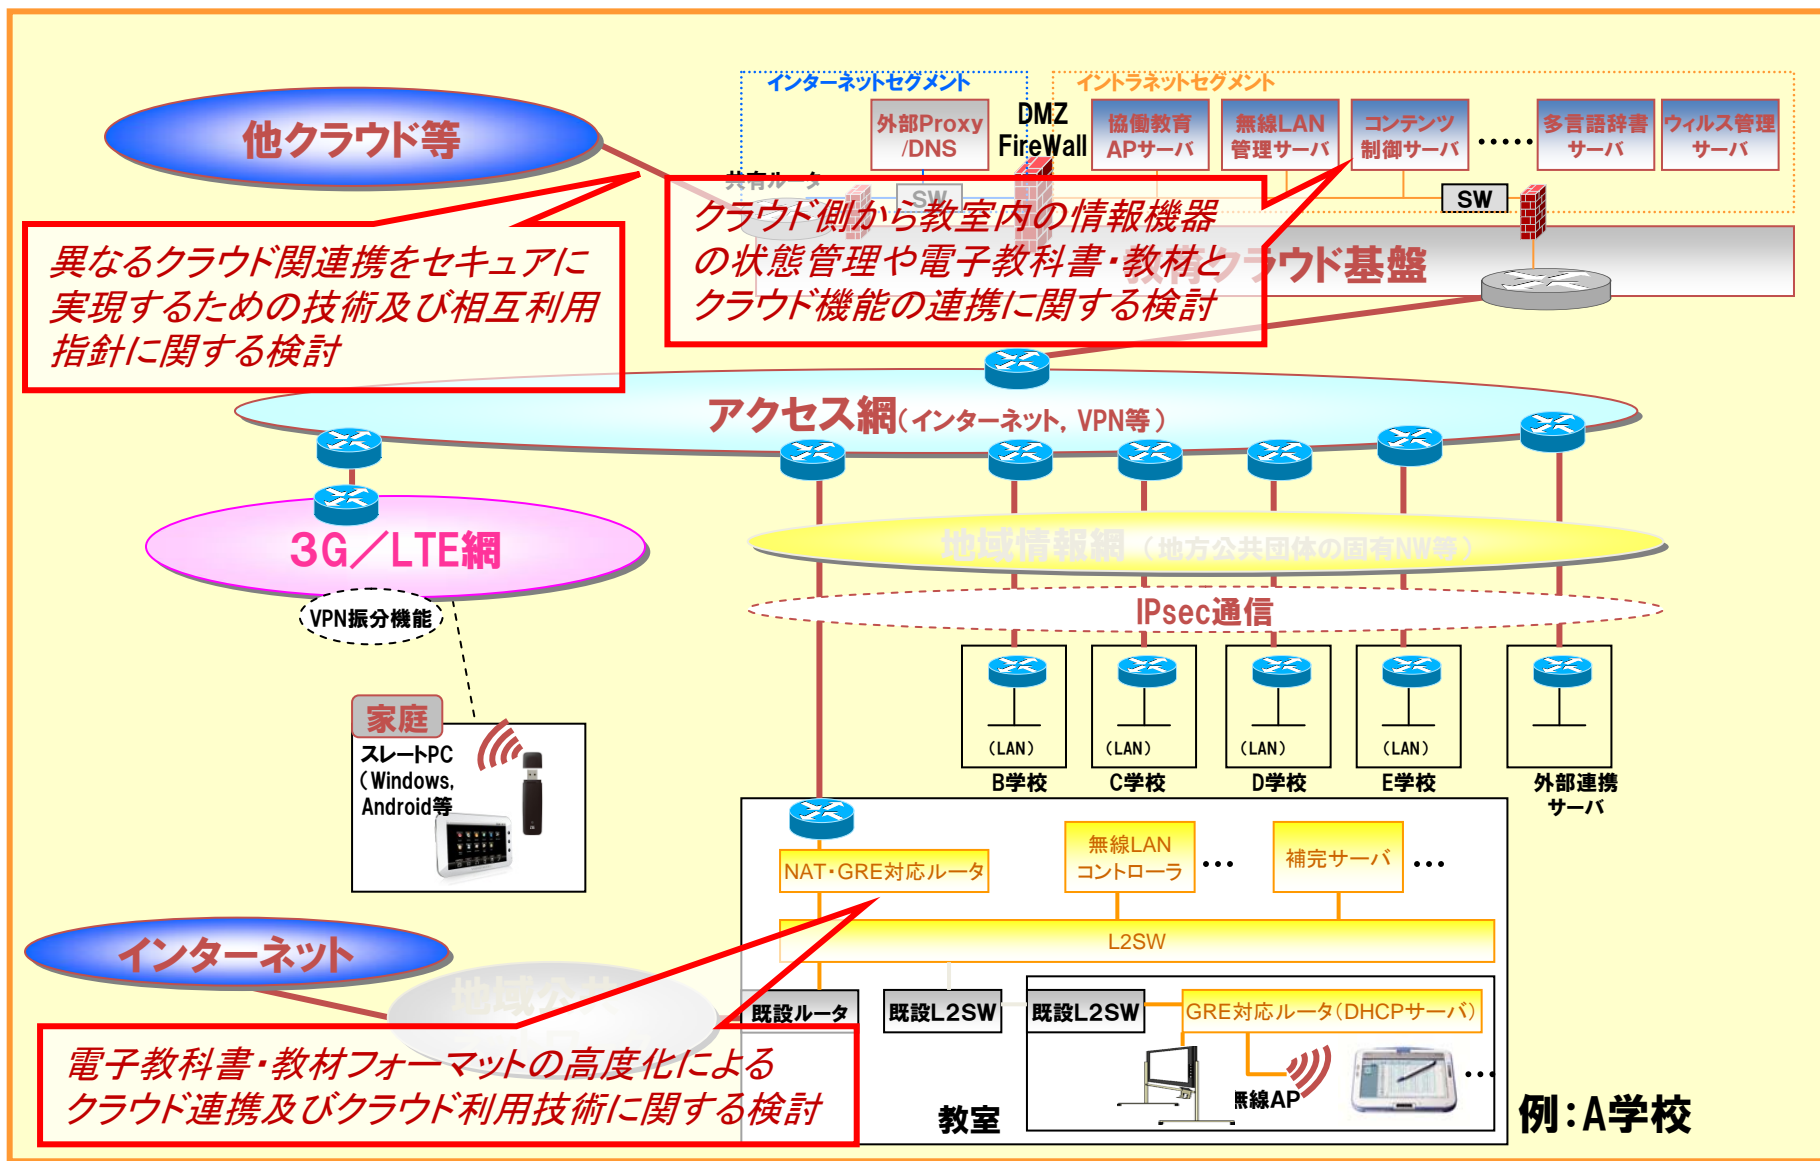 インターネットセグメント
イントラネットセグメント
他クラウド等
外部Proxy
/DNS
DMZ
FireWall
協働教育
APサーバ
無線LAN
管理サーバ
コンテンツ
制御サーバ
・・・・・
多言語辞書
サーバ
ウィルス管理
サーバ
共有ルータ
SW
SW
異なるクラウド関連携をセキュアに
実現するための技術及び相互利用
指針に関する検討
クラウド側から教室内の情報機器
の状態管理や電子教科書・教材と
クラウド機能の連携に関する検討
教育クラウド基盤
アクセス網(インターネット, VPN等)
3G/LTE網
地域情報網 (地方公共団体の固有NW等)
VPN振分機能
IPsec通信
家庭
スレートPC
(Windows,
Android等
(LAN)
(LAN)
(LAN)
(LAN)
B学校
C学校
D学校
E学校
外部連携
サーバ
NAT・GRE対応ルータ
無線LAN
コントローラ
・・・
補完サーバ
・・・
L2SW
インターネット
地域公
既設ルータ
既設L2SW
既設L2SW
GRE対応ルータ(DHCPサーバ)
電子教科書・教材フォーマットの高度化による
クラウド連携及びクラウド利用技術に関する検討
無線AP
・・・
教室
例:A学校